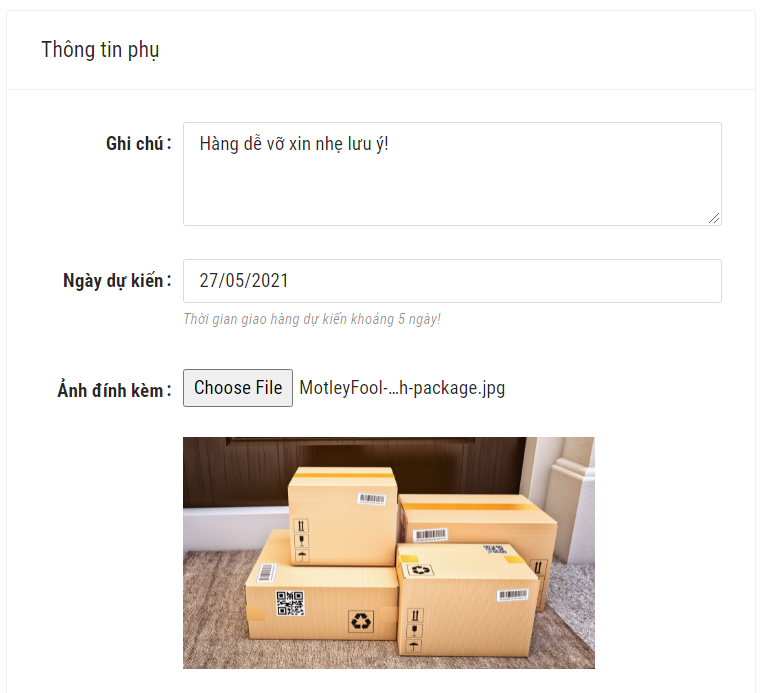 Thông tin phụ
Ghi chú :
Hàng dễ vỡ xin nhẹ lưu ý!
Ngày dự kiến :
27/05/2021
Thời gian giao hàng dự kiến khoảng 5 ngày!
Ảnh đính kèm :
Choose File MotleyFool-...h-package.jpg